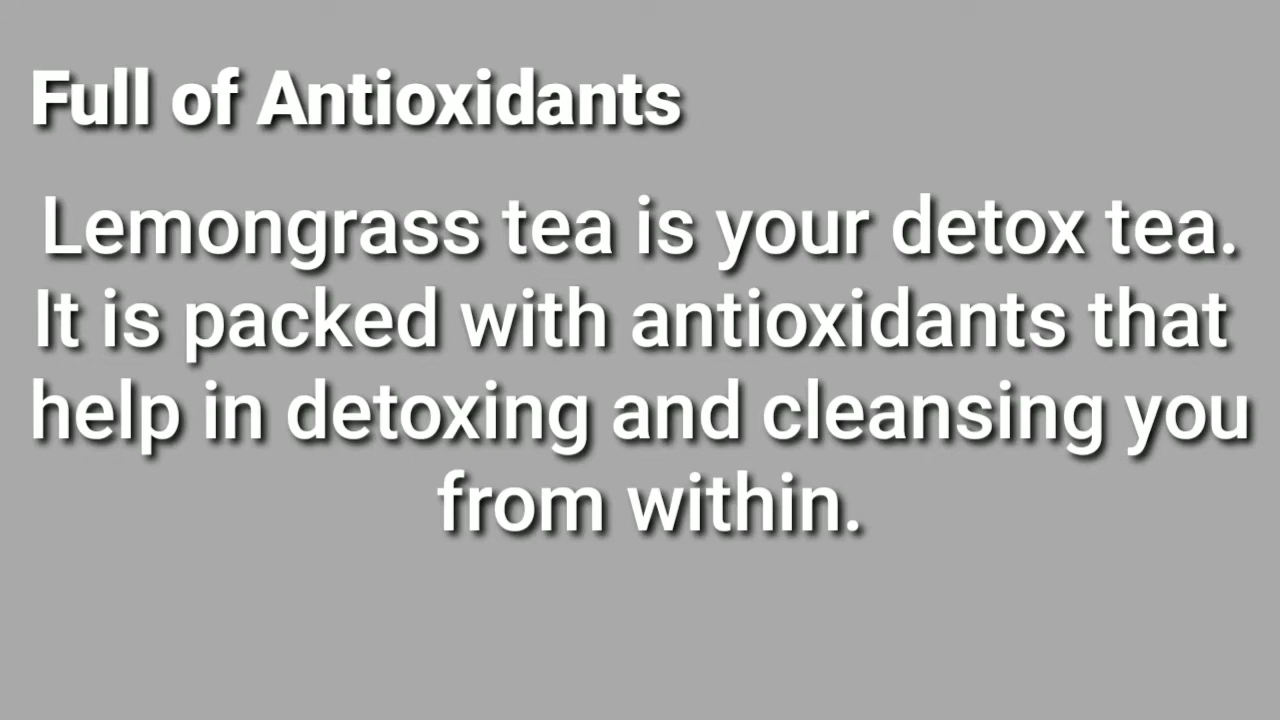 Full of Antioxidants
Lemongrass tea is your detox tea.
It is packed with antioxidants that
help in detoxing and cleansing you
from within.